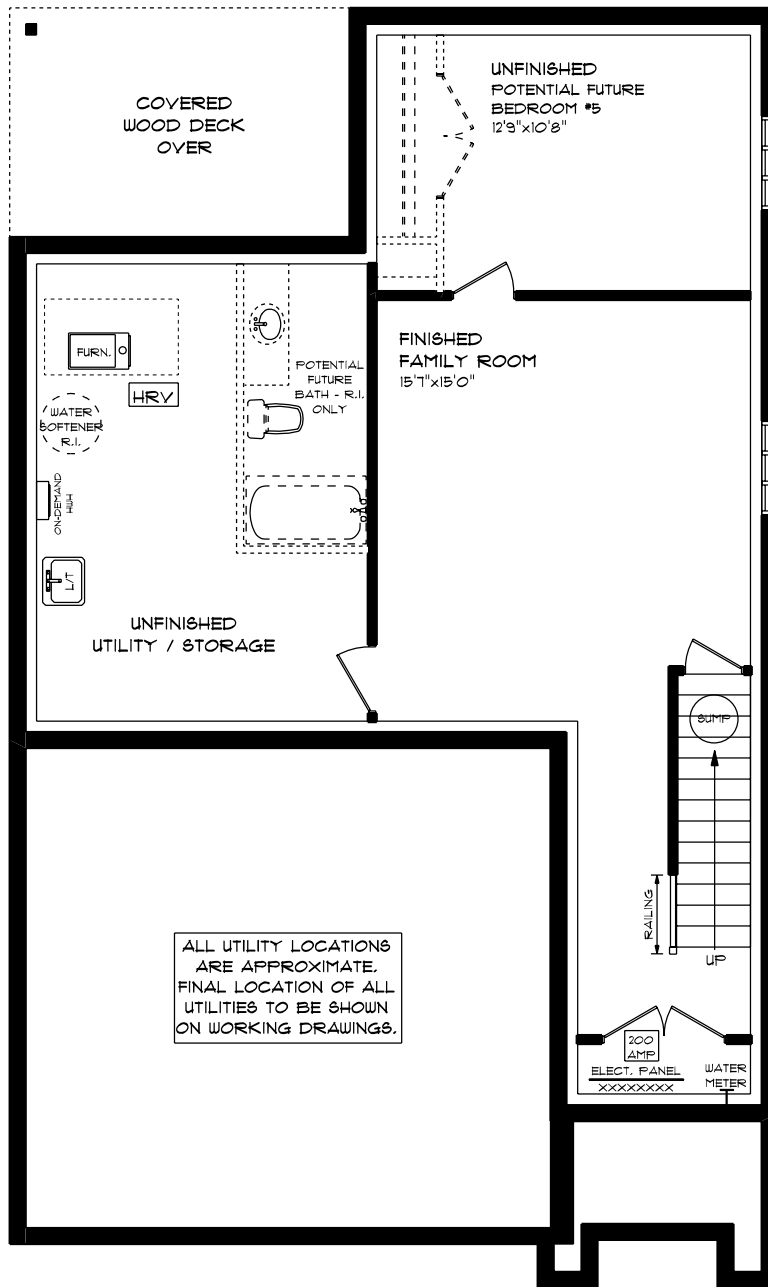 COVERED
WOOD DECK
OVER
UNFINISHED
POTENTIAL FUTURE
BEDROOM #5
12'9"x10'8"
FINISHED
FAMILY ROOM
15'7"x15'0"
FURN.
HRV
POTENTIAL
FUTURE
BATH - R.I.
ONLY
WATER
SOFTENER
R.I.
ON-DEMAND
HWH
L/T
UNFINISHED
UTILITY / STORAGE
SUMP
RAILING
UP
ALL UTILITY LOCATIONS
ARE APPROXIMATE.
FINAL LOCATION OF ALL
UTILITIES TO BE SHOWN
ON WORKING DRAWINGS.
200
AMP
ELECT. PANEL
XXXXXXXX
WATER
METER